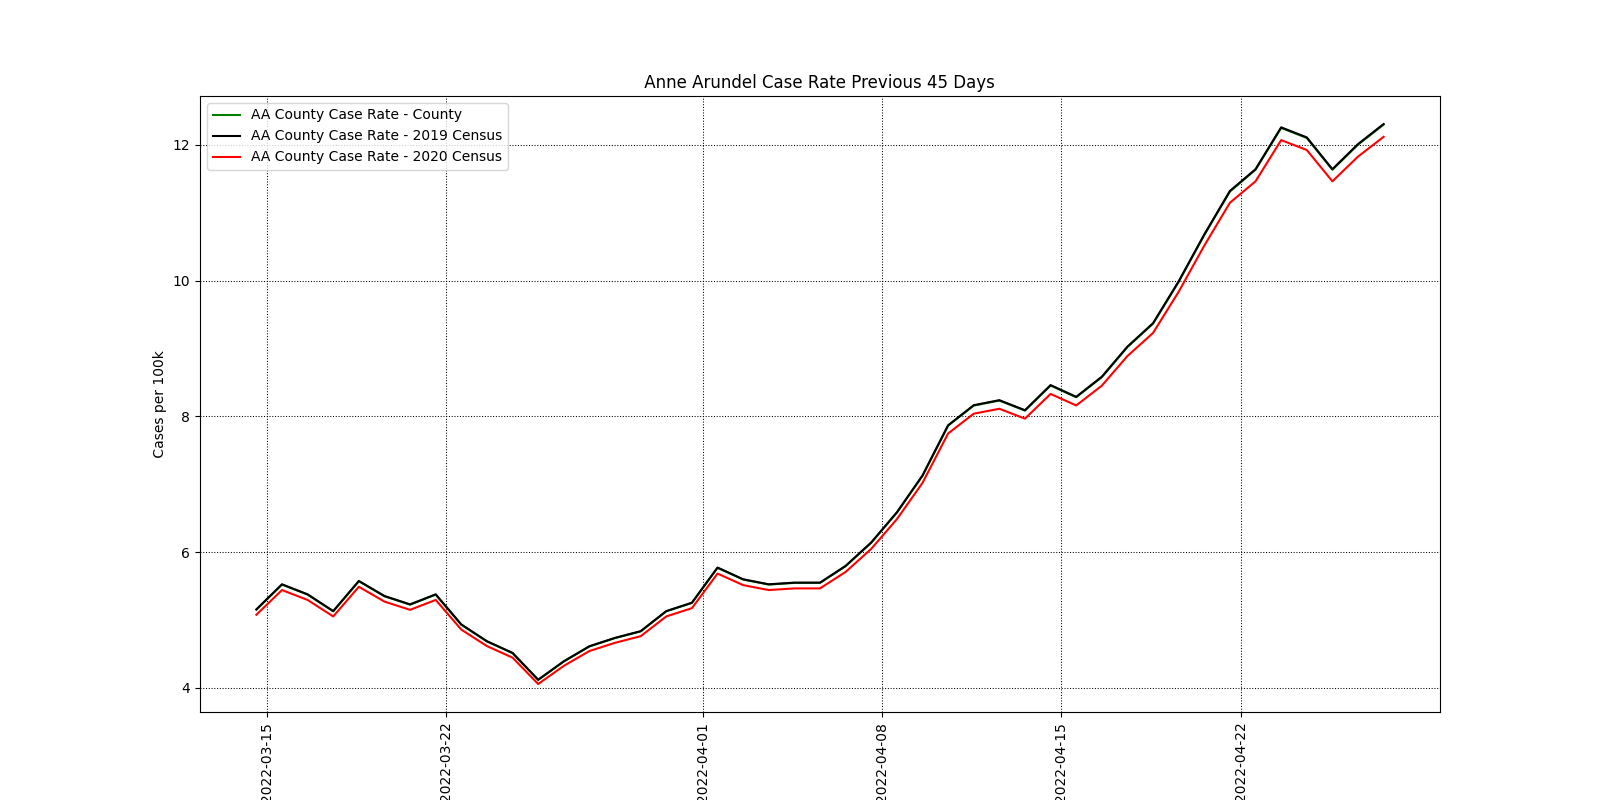 Anne Arundel Case Rate Previous 45 Days
AA County Case Rate - County
AA County Case Rate - 2019 Census
AA County Case Rate - 2020 Census
Cases per 100k
12
10
8
6
4
2022-03-15
2022-03-22
2022-04-01
2022-04-08
2022-04-15
2022-04-22